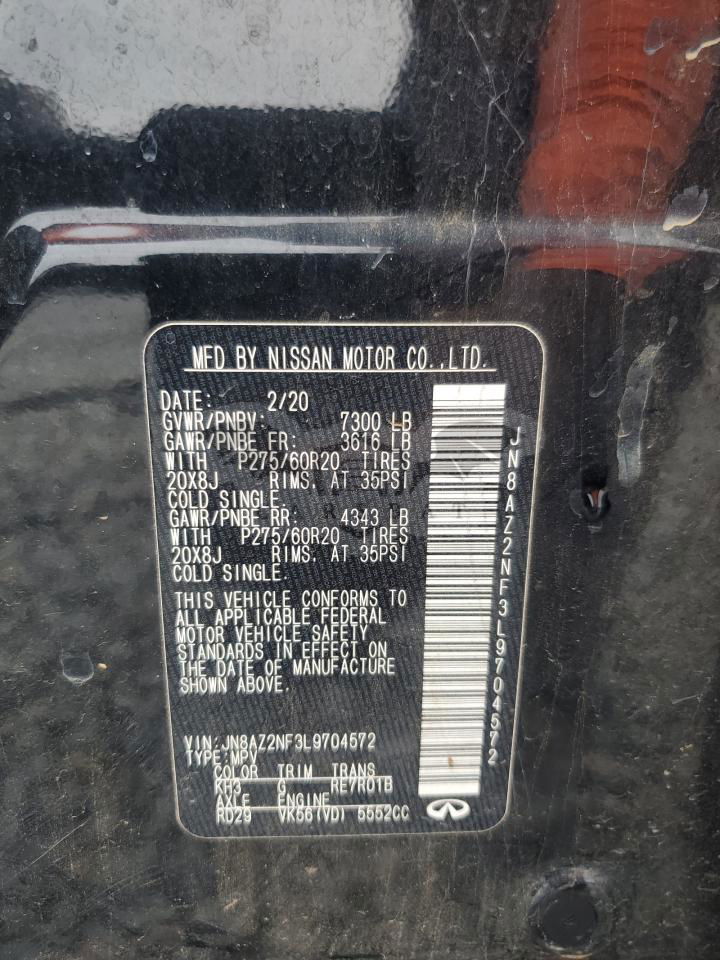 MFD BY NISSAN MOTOR CO.,LTD.
DATE: 2/20
GVWR/PNBV: 7300 LB
GAWR/PNBE FR: 3616 LB
WITH P275/60R20 TIRES
20X8J RIMS, AT 35PSI
COLD SINGLE.
GAWR/PNBE RR: 4343 LB
WITH P275/60R20 TIRES
20X8J RIMS, AT 35PSI
COLD SINGLE.
THIS VEHICLE CONFORMS TO
ALL APPLICABLE FEDERAL
MOTOR VEHICLE SAFETY
STANDARDS IN EFFECT ON
THE DATE OF MANUFACTURE
SHOWN ABOVE.
VIN:JN8AZ2NF3L9704572
TYPE:MPV
COLOR TRIM TRANS
KH3 G RE7R01B
AXLE ENGINE
RD29 VK56(VD) 5552CC
JN8AZ2NF3L9704572